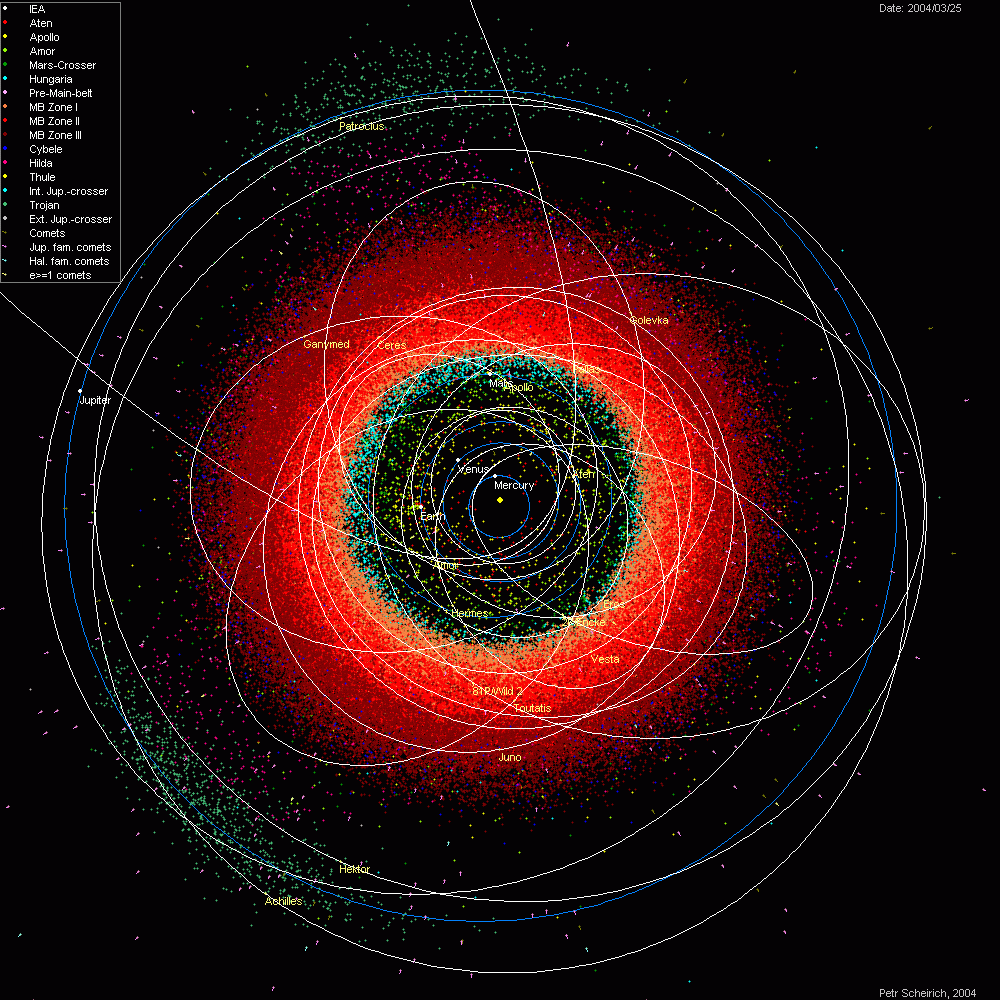 IEA
Aten
Apollo
Amor
Mars-Crosser
Hungaria
Pre-Main-belt
MB Zone I
MB Zone II
MB Zone III
Cybele
Hilda
Thule
Int. Jup.-crosser
Trojan
Ext. Jup.-crosser
Comets
Jup. fam. comets
Hal. fam. comets
e>=1 comets
Date: 2004/03/25
Patroclus
Golevka
Ganymed
Ceres
Pallas
Mars
Apollo
Jupiter
Venus
Aten
Mercury
Earth
Amor
Eros
Hermes
2P/Encke
Vesta
81P/Wild 2
Toutatis
Juno
Hektor
Achilles
Petr Scheirich, 2004